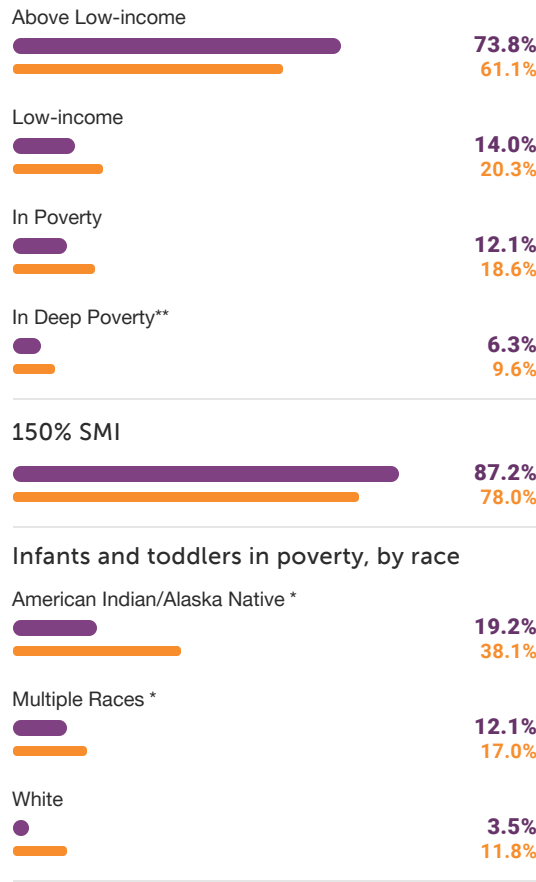 Above Low-income
73.8%
61.1%
Low-income
14.0%
20.3%
In Poverty
12.1%
18.6%
In Deep Poverty**
6.3%
9.6%
150% SMI
87.2%
78.0%
Infants and toddlers in poverty, by race
American Indian/Alaska Native *
19.2%
38.1%
Multiple Races *
12.1%
17.0%
White
3.5%
11.8%